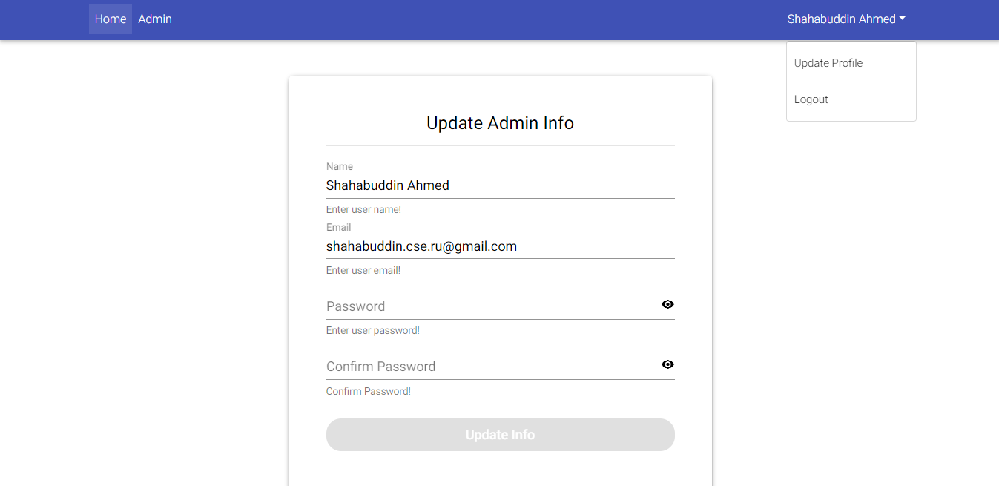 Home Admin Shahabuddin Ahmed
Update Profile
Logout
Update Admin Info
Name
Shahabuddin Ahmed
Enter user name!
Email
shahabuddin.cse.ru@gmail.com
Enter user email!
Password
Enter user password!
Confirm Password
Confirm Password!
Update Info